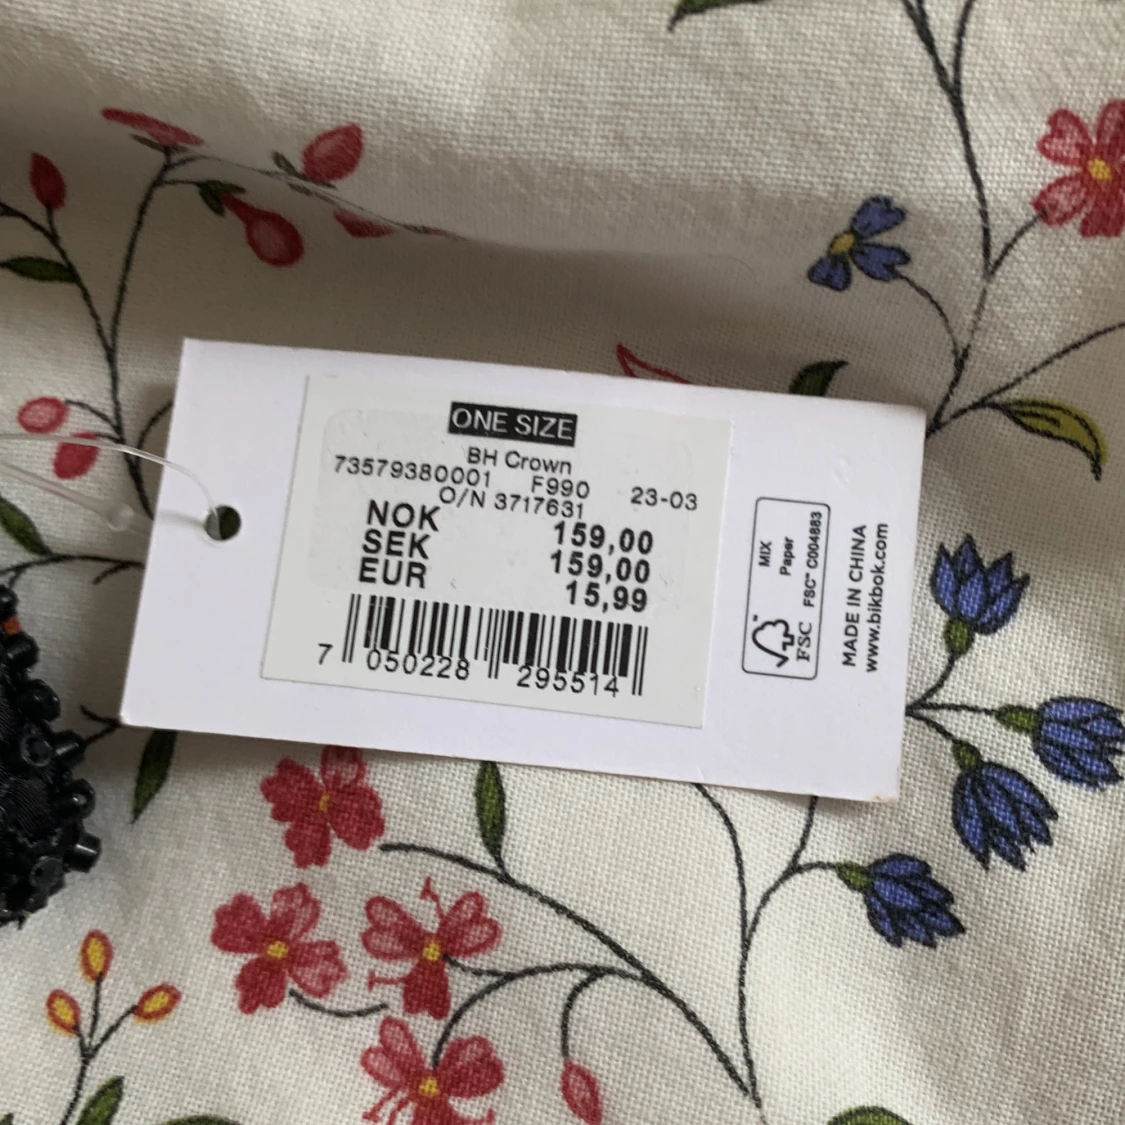 ONE SIZE
BH Crown
73579380001 F990 23-03
O/N 3717631
NOK 159,00
SEK 159,00
EUR 15,99
7 050228 295514
MIX
Paper
FSC™ C004883
FSC
MADE IN CHINA
www.bikbok.com